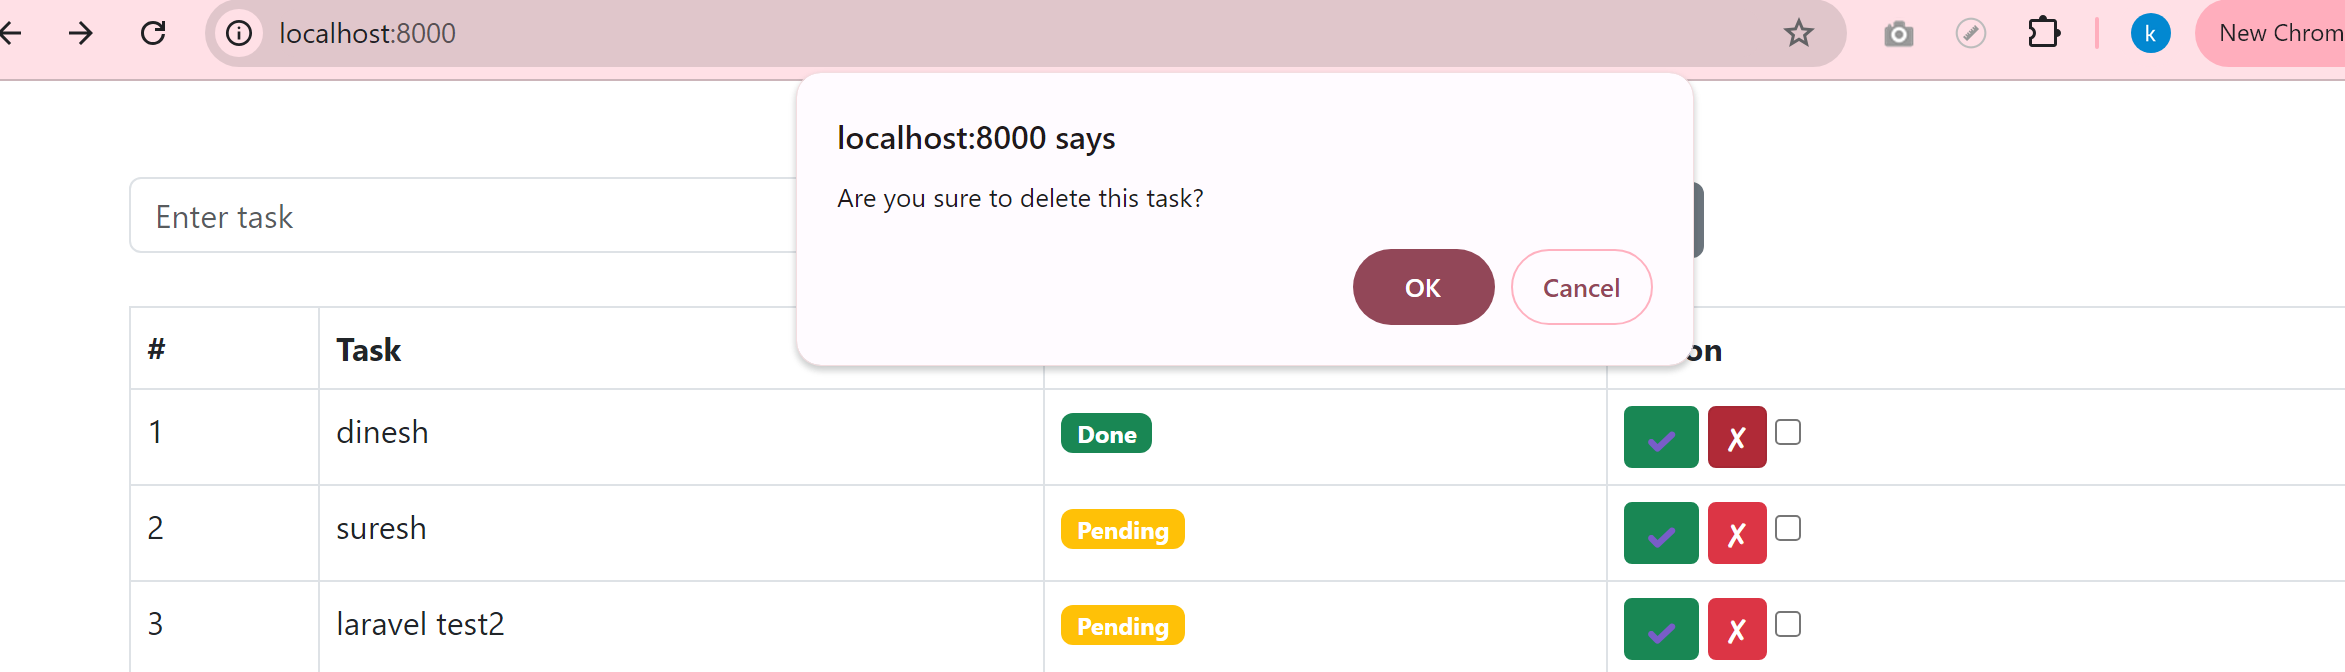 localhost:8000
k
New Chrom
localhost:8000 says
Are you sure to delete this task?
OK
Cancel
Enter task
# Task on
1 dinesh Done ✔ ✗
2 suresh Pending ✔ ✗
3 laravel test2 Pending ✔ ✗